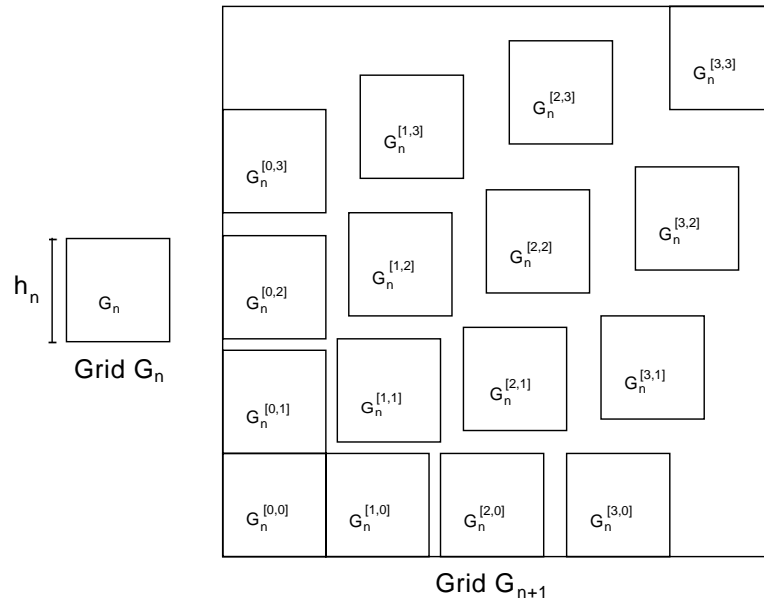 G_n^[3,3]
G_n^[2,3]
G_n^[1,3]
G_n^[0,3]
G_n^[3,2]
G_n^[2,2]
G_n^[1,2]
G_n^[0,2]
h_n
G_n
Grid G_n
G_n^[3,1]
G_n^[2,1]
G_n^[1,1]
G_n^[0,1]
G_n^[0,0]
G_n^[1,0]
G_n^[2,0]
G_n^[3,0]
Grid G_n+1